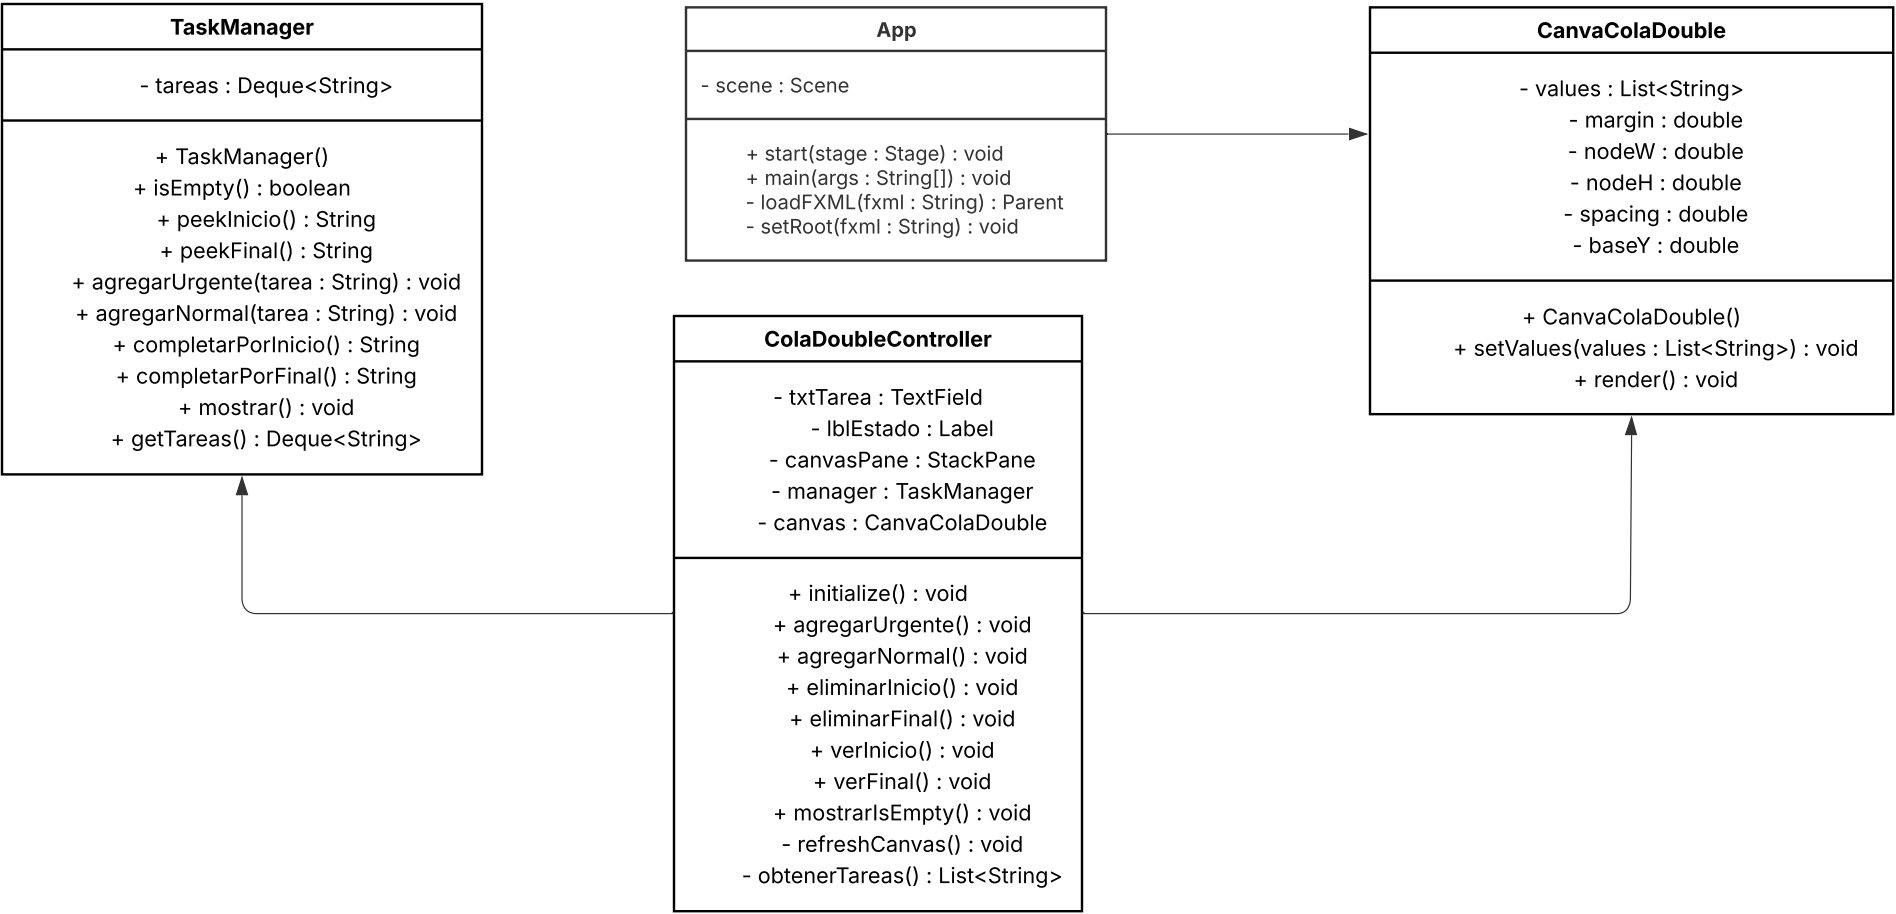 TaskManager
- tareas : Deque<String>
+ TaskManager()
+ isEmpty() : boolean
+ peekInicio() : String
+ peekFinal() : String
+ agregarUrgente(tarea : String) : void
+ agregarNormal(tarea : String) : void
+ completarPorInicio() : String
+ completarPorFinal() : String
+ mostrar() : void
+ getTareas() : Deque<String>
App
- scene : Scene
+ start(stage : Stage) : void
+ main(args : String[]) : void
- loadFXML(fxml : String) : Parent
- setRoot(fxml : String) : void
CanvaColaDouble
- values : List<String>
- margin : double
- nodeW : double
- nodeH : double
- spacing : double
- baseY : double
+ CanvaColaDouble()
+ setValues(values : List<String>) : void
+ render() : void
ColaDoubleController
- txtTarea : TextField
- lblEstado : Label
- canvasPane : StackPane
- manager : TaskManager
- canvas : CanvaColaDouble
+ initialize() : void
+ agregarUrgente() : void
+ agregarNormal() : void
+ eliminarInicio() : void
+ eliminarFinal() : void
+ verInicio() : void
+ verFinal() : void
+ mostrarIsEmpty() : void
- refreshCanvas() : void
- obtenerTareas() : List<String>